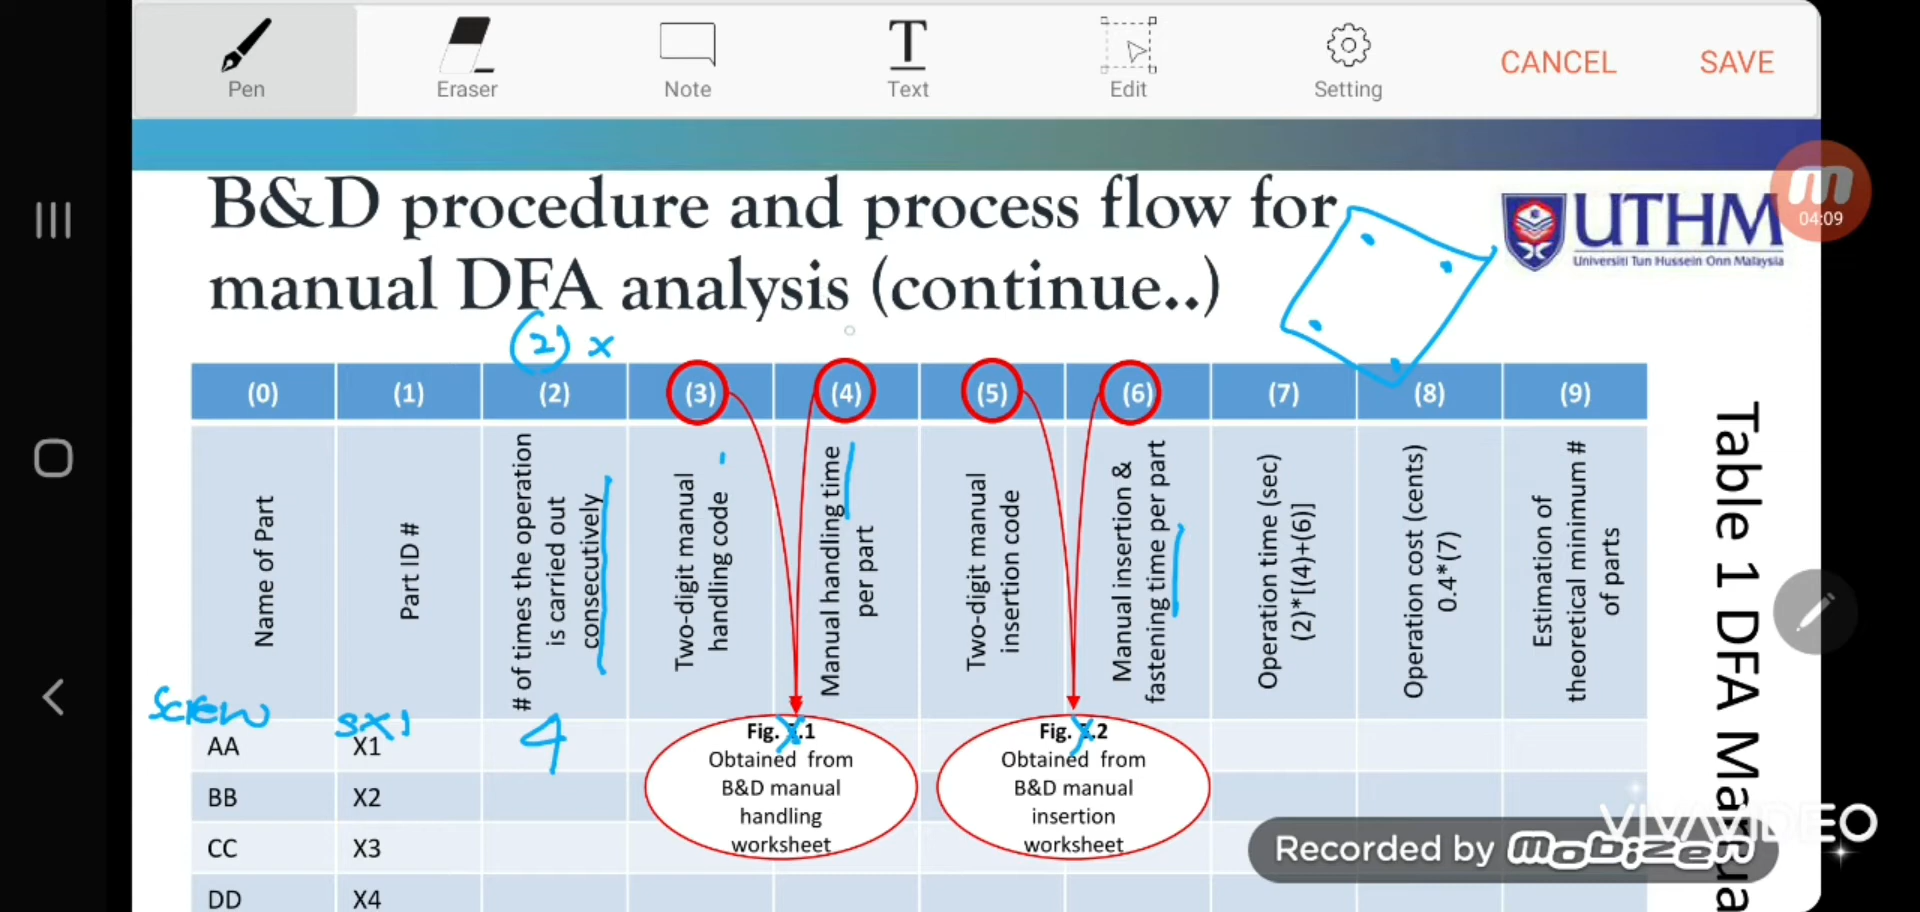 Pen
Eraser
Note
Text
Edit
Setting
CANCEL
SAVE
B&D procedure and process flow for
manual DFA analysis (continue..)
UTHM
Universiti Tun Hussein Onn Malaysia
04:09
(2) x
(0) (1) (2) (3) (4) (5) (6) (7) (8) (9)
Name of Part
Part ID #
# of times the operation
is carried out
consecutively
Two-digit manual
handling code
Manual handling time
per part
Two-digit manual
insertion code
Manual insertion &
fastening time per part
Operation time (sec)
(2)*[(4)+(6)]
Operation cost (cents)
0.4*(7)
Estimation of
theoretical minimum #
of parts
Table 1 DFA Manua
Screw SX1 4
AA X1
BB X2
CC X3
DD X4
Fig. X.1
Obtained from
B&D manual
handling
worksheet
Fig. X.2
Obtained from
B&D manual
insertion
worksheet
VIVAVIDEO
Recorded by Mobizen